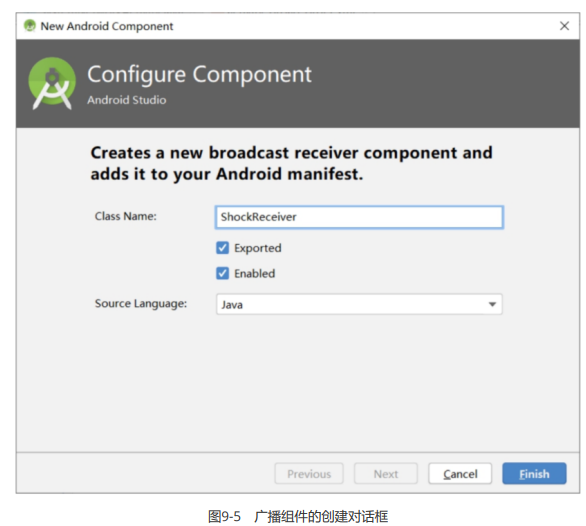 New Android Component
Configure Component
Android Studio
Creates a new broadcast receiver component and
adds it to your Android manifest.
Class Name:
ShockReceiver
Exported
Enabled
Source Language:
Java
Previous
Next
Cancel
Finish
图9-5 广播组件的创建对话框